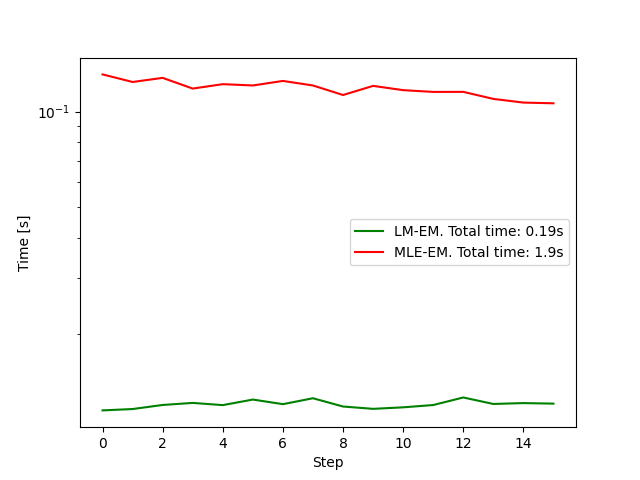 10⁻¹
Time [s]
LM-EM. Total time: 0.19s
MLE-EM. Total time: 1.9s
0 2 4 6 8 10 12 14
Step